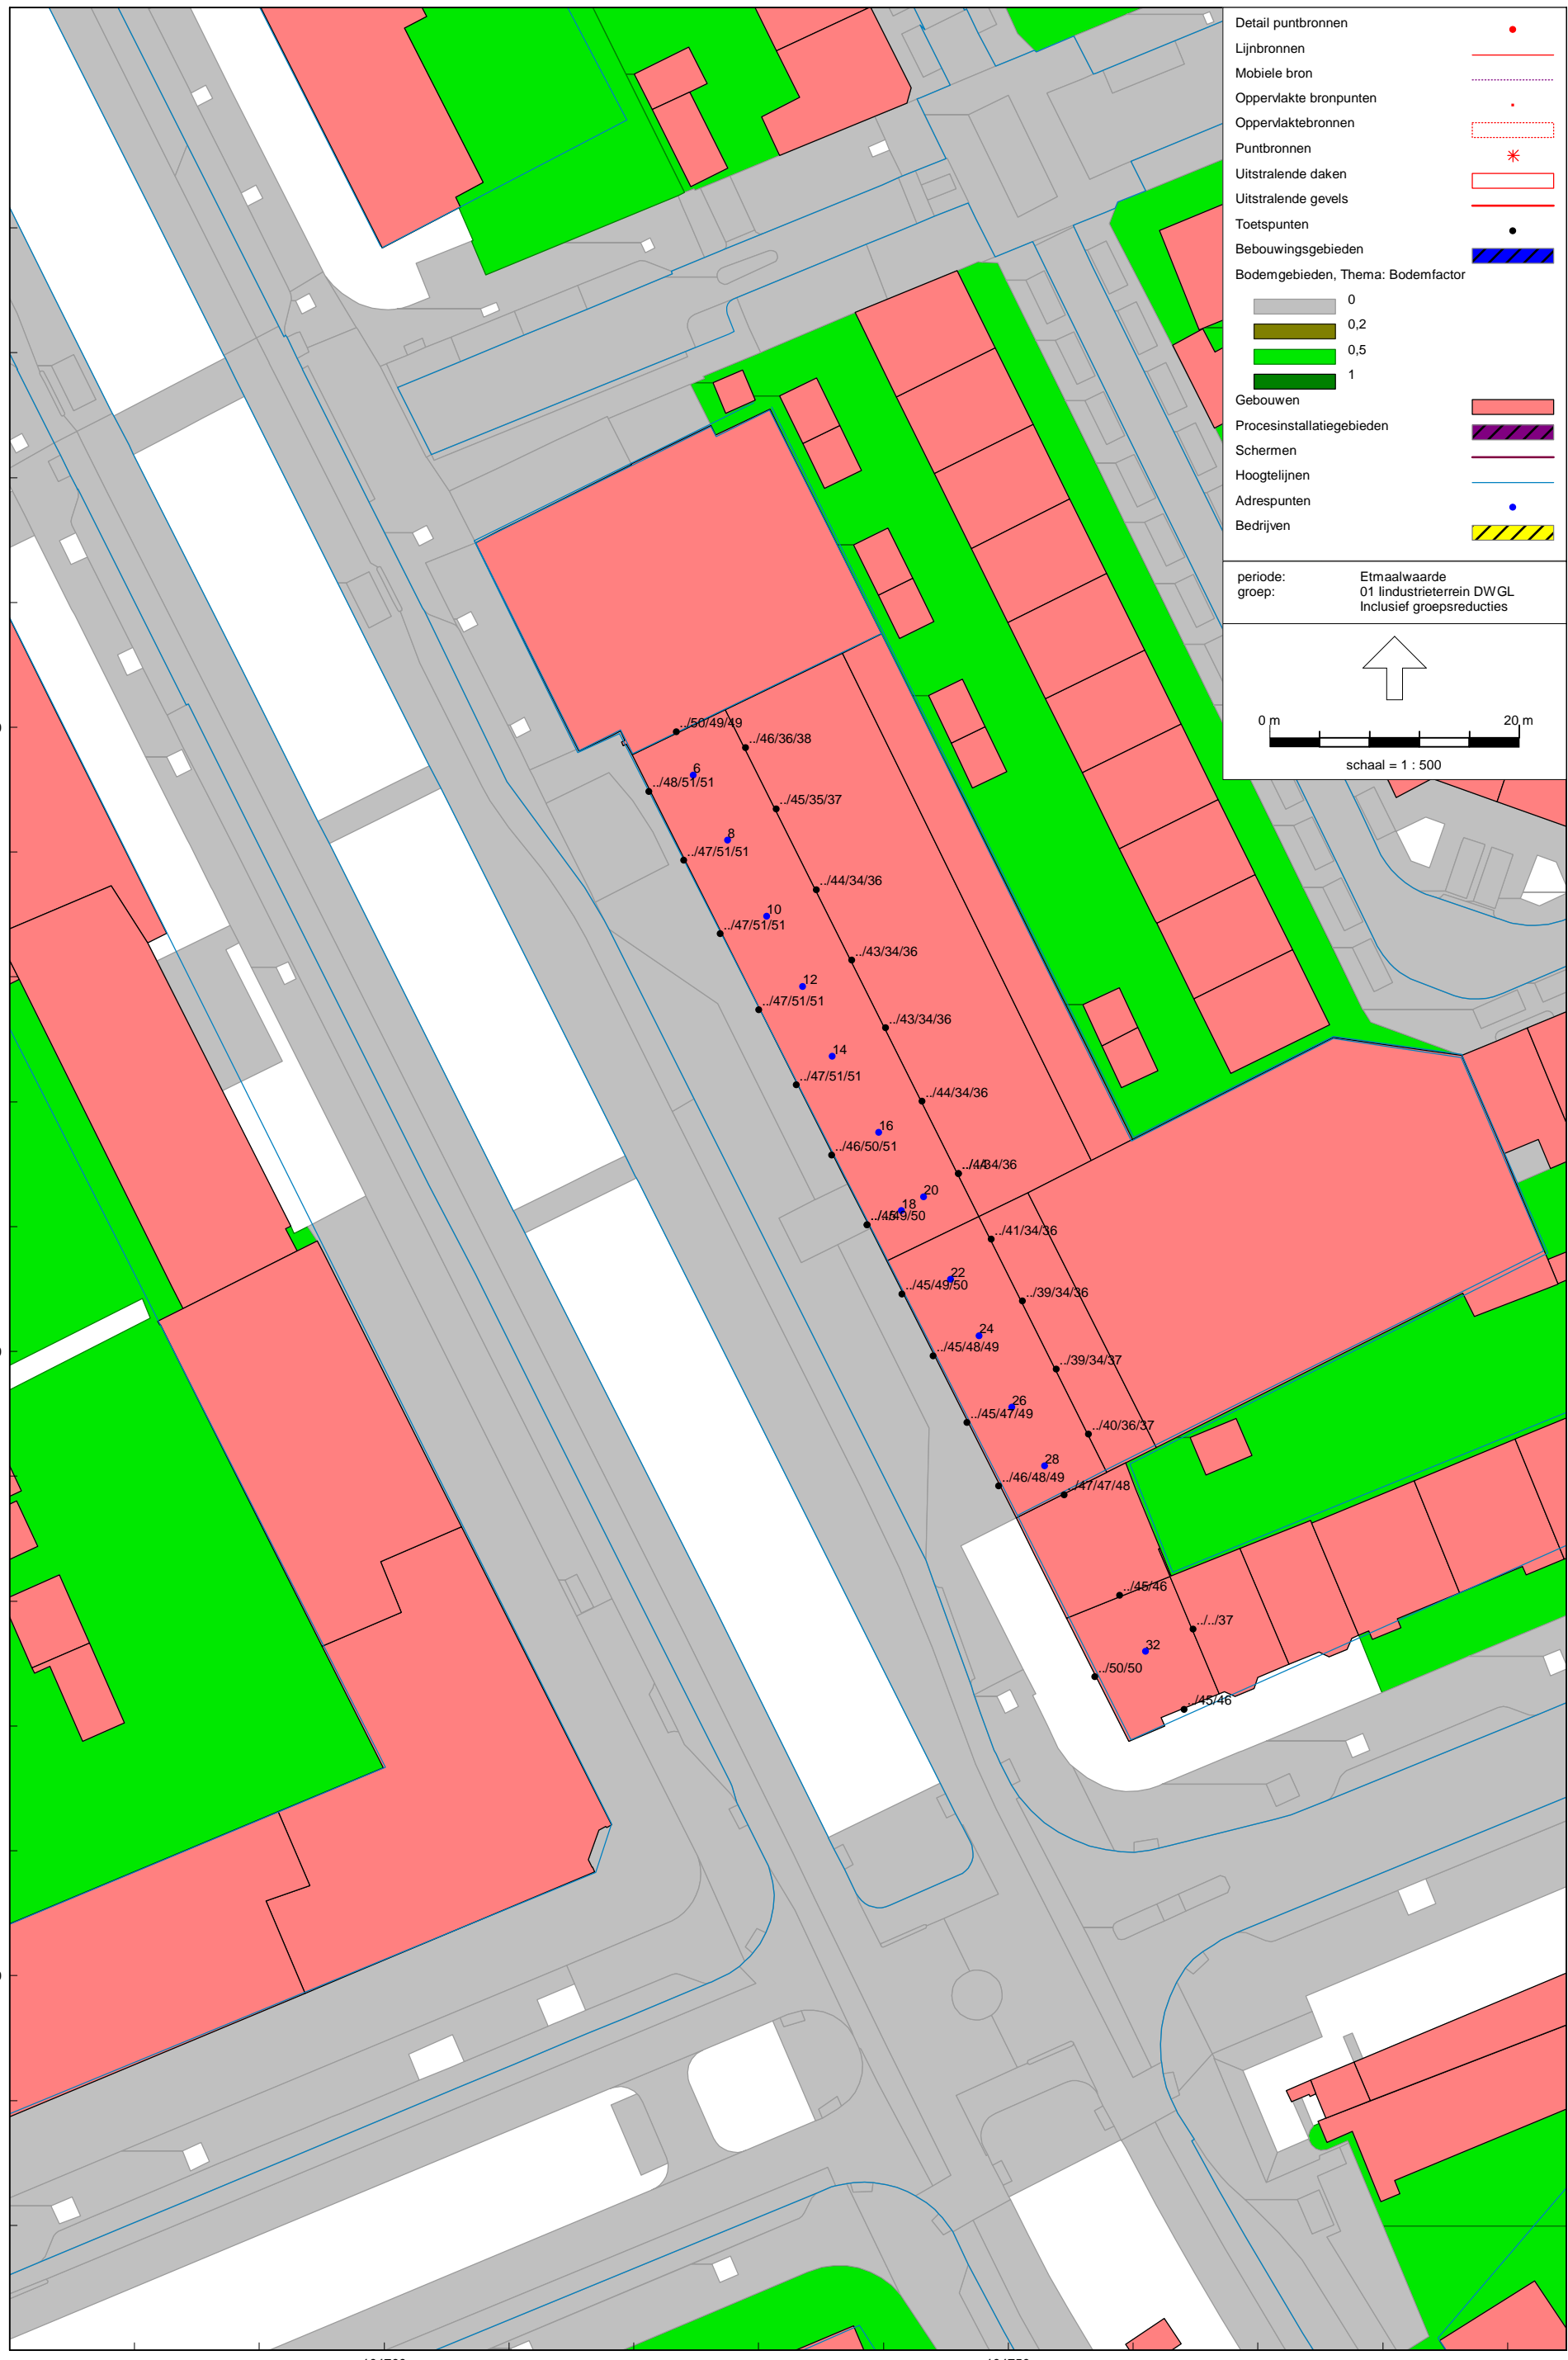 Detail puntbronnen
Lijnbronnen
Mobiele bron
Oppervlakte bronpunten
Oppervlaktebronnen
Puntbronnen
Uitstralende daken
Uitstralende gevels
Toetspunten
Bebouwingsgebieden
Bodemgebieden, Thema: Bodemfactor
0
0,2
0,5
1
Gebouwen
Procesinstallatiegebieden
Schermen
Hoogtelijnen
Adrespunten
Bedrijven
periode: Etmaalwaarde
groep: 01 Iindustrieterrein DWGL
Inclusief groepsreducties
0 m 20 m
schaal = 1 : 500
../50/49/49
../46/36/38
6
../48/51/51
../45/35/37
8
../47/51/51
../44/34/36
10
../47/51/51
../43/34/36
12
../47/51/51
../43/34/36
14
../47/51/51
../44/34/36
16
../46/50/51
20
18
../41/34/36
22
../45/49/50
../39/34/36
24
../45/48/49
../39/34/37
26
../45/47/49
../40/36/37
28
../46/48/49
../47/47/48
../45/46
../../37
32
../50/50
../45/46